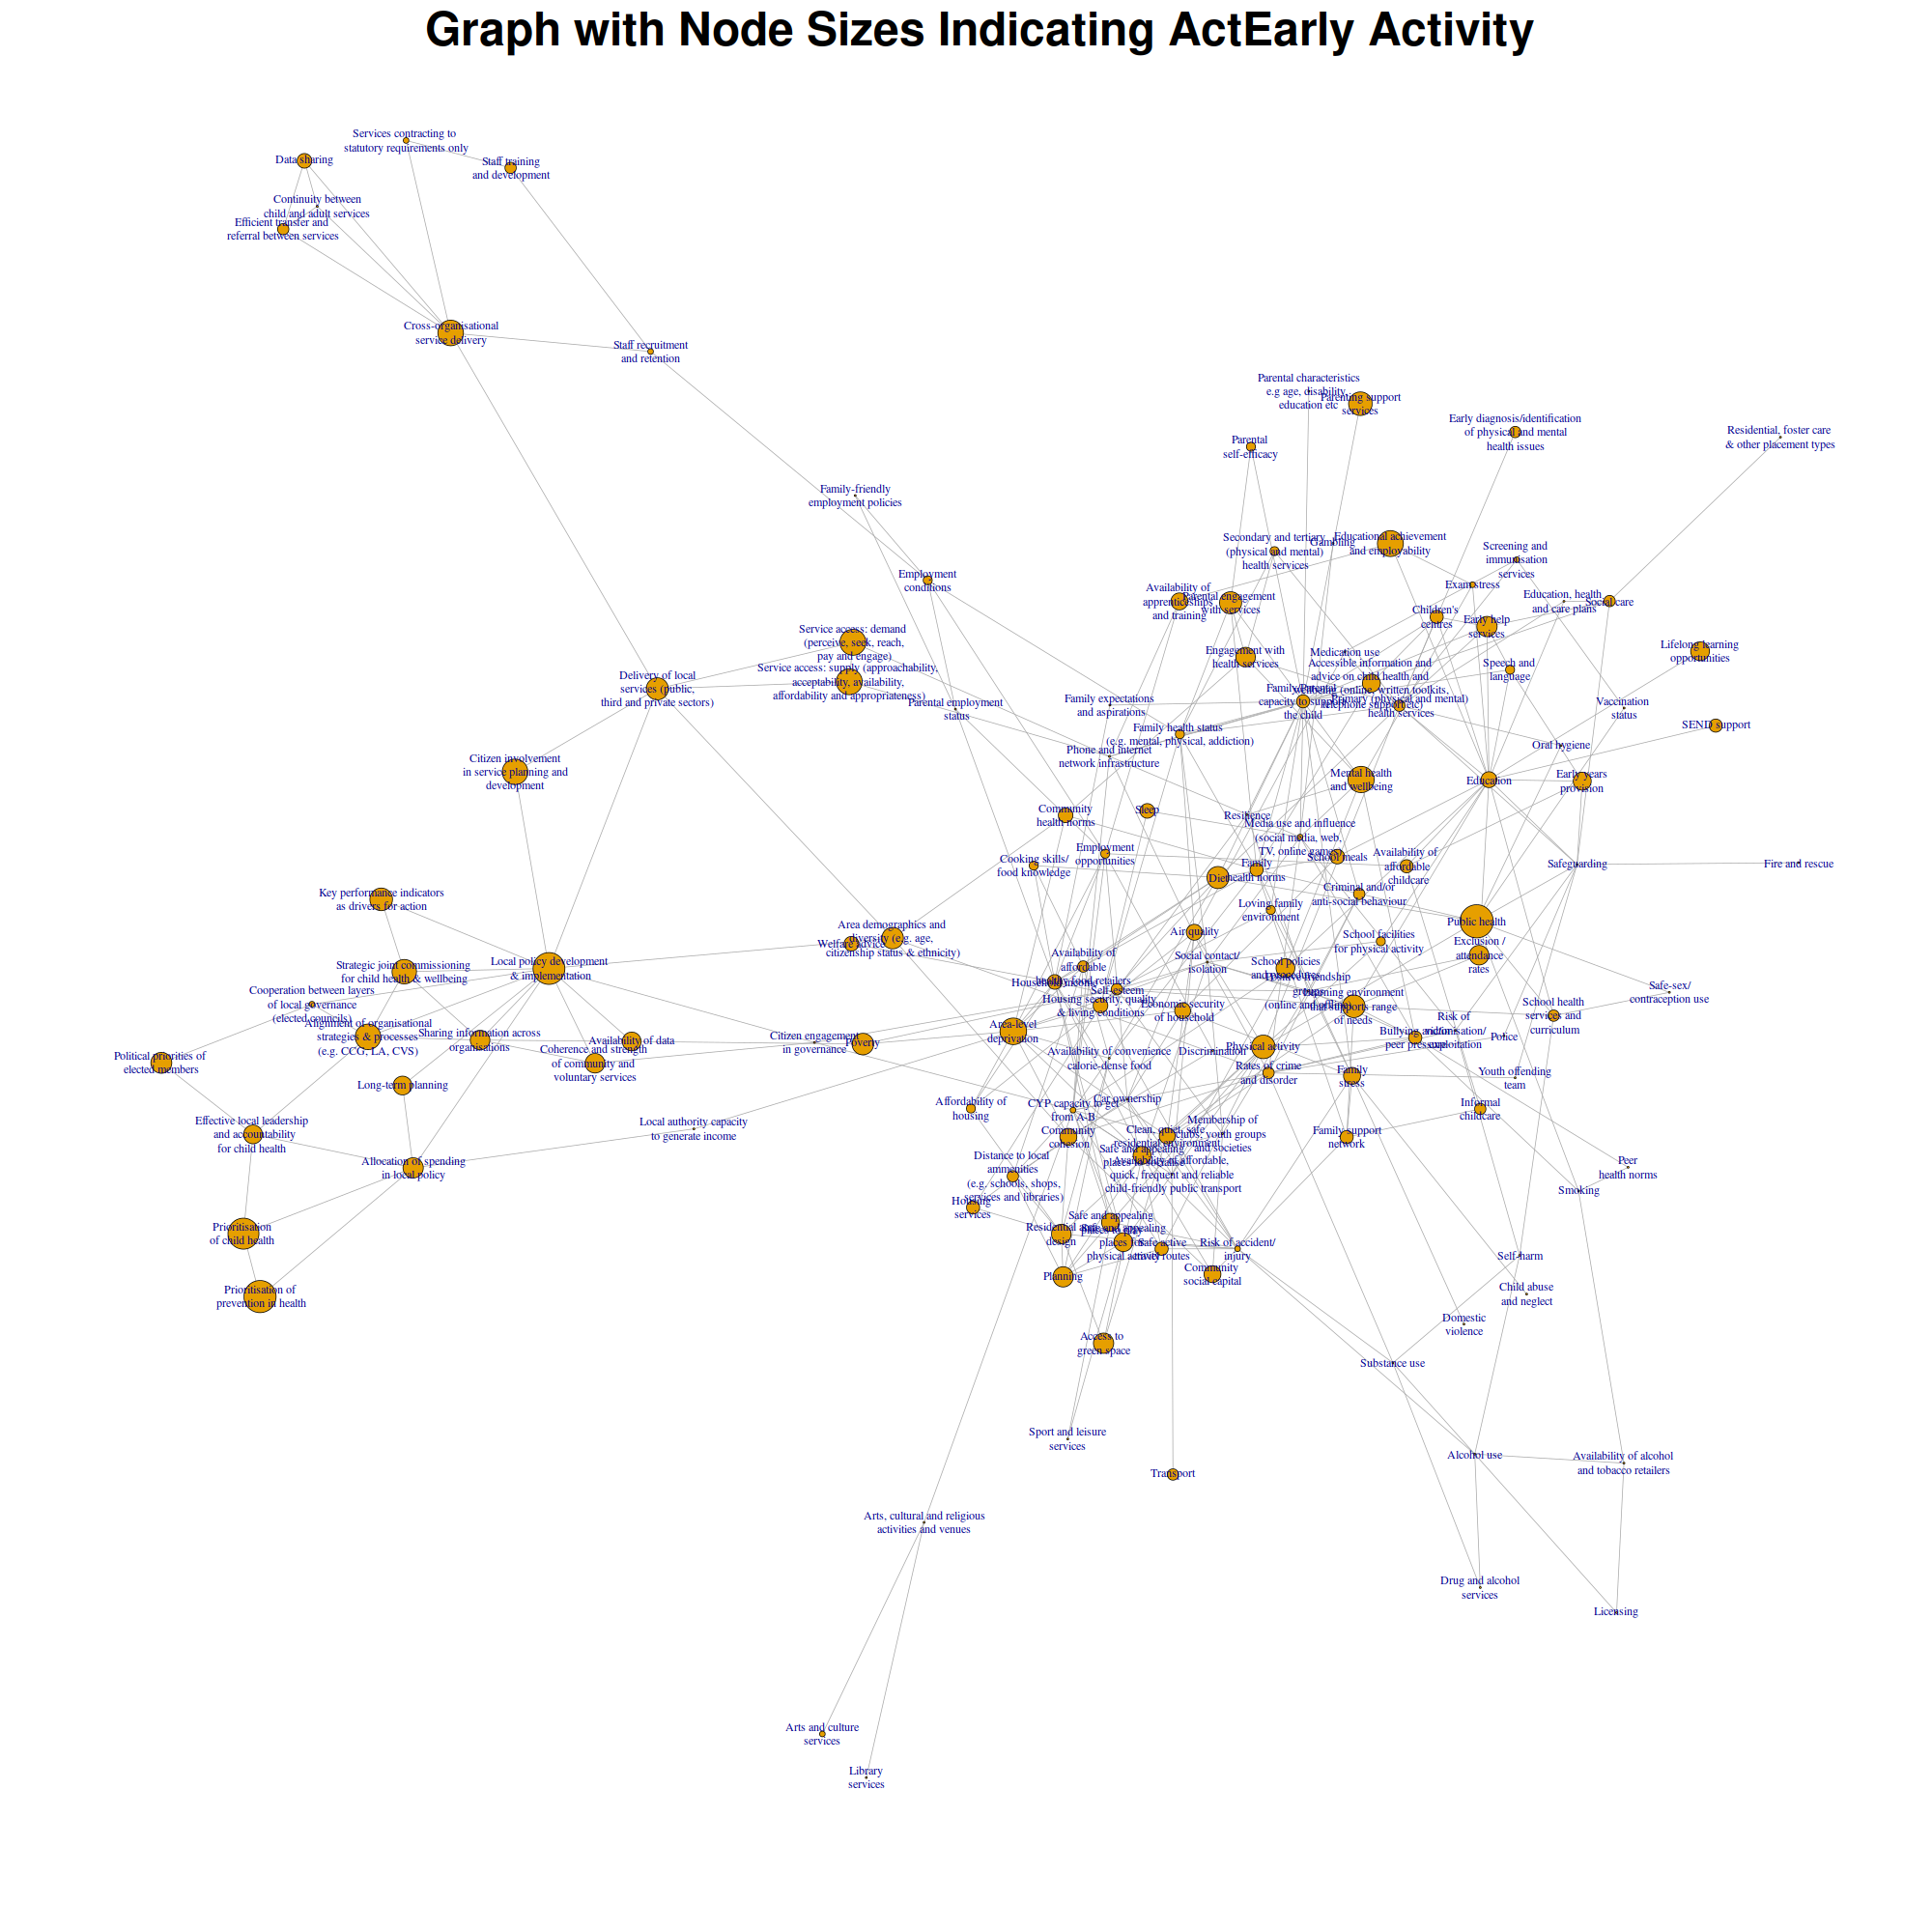 Graph with Node Sizes Indicating ActEarly Activity
Services contracting to
statutory requirements only
Data sharing
Staff training
and development
Continuity between
child and adult services
Efficient transfer and
referral between services
Cross-organisational
service delivery
Staff recruitment
and retention
Parental characteristics
e.g age, disability,
education etc
Parenting support
services
Early diagnosis/identification
of physical and mental
health issues
Residential, foster care
& other placement types
Parental
self-efficacy
Family-friendly
employment policies
Secondary and tertiary
(physical and mental)
health services
Gambling
Educational achievement
and employability
Screening and
immunisation
services
Employment
conditions
Exam stress
Availability of
apprenticeships
and training
Parental engagement
with services
Education, health
and care plans
Social care
Children's
centres
Early help
services
Service access: demand
(perceive, seek, reach,
pay and engage)
Service access: supply (approachability,
acceptability, availability,
affordability and appropriateness)
Engagement with
health services
Medication use
Accessible information and
advice on child health and
wellbeing (online, written toolkits,
telephone support etc)
Speech and
language
Lifelong learning
opportunities
Delivery of local
services (public,
third and private sectors)
Parental employment
status
Family expectations
and aspirations
Family/Parental
capacity to support
the child
Primary (physical and mental)
health services
Vaccination
status
SEND support
Family health status
(e.g. mental, physical, addiction)
Phone and internet
network infrastructure
Oral hygiene
Citizen involvement
in service planning and
development
Mental health
and wellbeing
Education
Early years
provision
Community
health norms
Sleep
Resilience
Media use and influence
(social media, web,
TV, online games)
Employment
opportunities
Cooking skills/
food knowledge
School meals
Availability of
affordable
childcare
Safeguarding
Fire and rescue
Diet
Family
health norms
Criminal and/or
anti-social behaviour
Key performance indicators
as drivers for action
Loving family
environment
Public health
Area demographics and
diversity (e.g. age,
citizenship status & ethnicity)
Welfare advice
Air quality
School facilities
for physical activity
Exclusion /
attendance
rates
Strategic joint commissioning
for child health & wellbeing
Local policy development
& implementation
Availability of
affordable
healthy food retailers
Social contact/
isolation
School policies
and procedures
Household income
Positive friendship
groups
(online and offline)
Self-esteem
Cooperation between layers
of local governance
(elected councils)
Housing security, quality
& living conditions
Economic security
of household
Learning environment
that supports range
of needs
Safe-sex/
contraception use
School health
services and
curriculum
Alignment of organisational
strategies & processes
(e.g. CCG, LA, CVS)
Sharing information across
organisations
Availability of data
Area-level
deprivation
Citizen engagement
in governance
Poverty
Bullying and/or
peer pressure
Risk of
victimisation/
exploitation
Police
Coherence and strength
of community and
voluntary services
Political priorities of
elected members
Availability of convenience
calorie-dense food
Discrimination
Physical activity
Rates of crime
and disorder
Family
stress
Youth offending
team
Long-term planning
Affordability of
housing
CYP capacity to get
from A-B
Car ownership
Informal
childcare
Effective local leadership
and accountability
for child health
Local authority capacity
to generate income
Community
cohesion
Clean, quiet, safe
residential environment
Membership of
clubs, youth groups
and societies
Family support
network
Safe and appealing
places to socialise
Availability of affordable,
quick, frequent and reliable
child-friendly public transport
Allocation of spending
in local policy
Distance to local
ammenities
(e.g. schools, shops,
services and libraries)
Peer
health norms
Smoking
Housing
services
Prioritisation
of child health
Safe and appealing
places to play
Residential area
design
Safe and appealing
places for
physical activity
Safe active
travel routes
Risk of accident/
injury
Self-harm
Planning
Community
social capital
Prioritisation of
prevention in health
Child abuse
and neglect
Domestic
violence
Access to
green space
Substance use
Sport and leisure
services
Alcohol use
Availability of alcohol
and tobacco retailers
Transport
Arts, cultural and religious
activities and venues
Drug and alcohol
services
Licensing
Arts and culture
services
Library
services